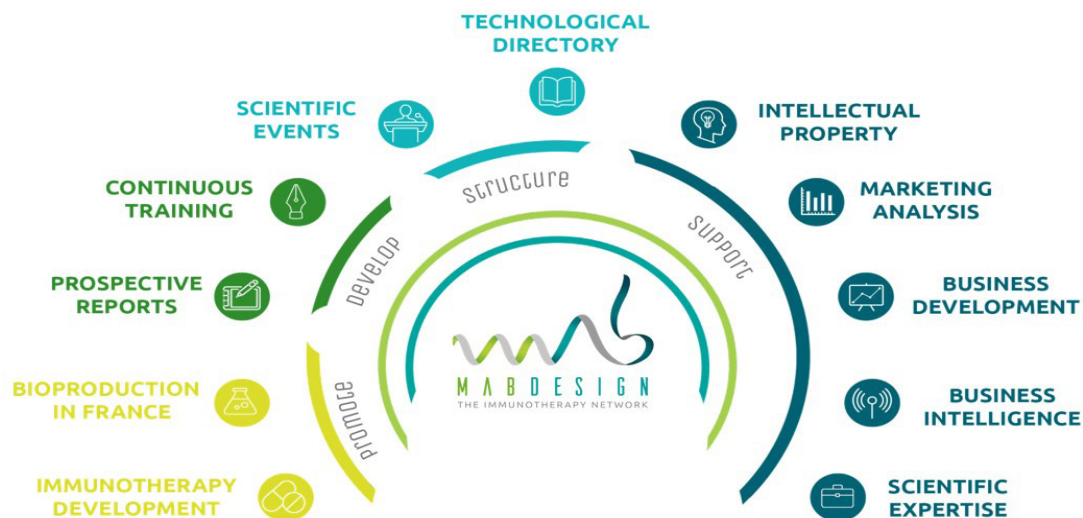 TECHNOLOGICAL
DIRECTORY
SCIENTIFIC
EVENTS
INTELLECTUAL
PROPERTY
CONTINUOUS
TRAINING
MARKETING
ANALYSIS
PROSPECTIVE
REPORTS
BUSINESS
DEVELOPMENT
BIOPRODUCTION
IN FRANCE
BUSINESS
INTELLIGENCE
IMMUNOTHERAPY
DEVELOPMENT
SCIENTIFIC
EXPERTISE
structure
support
develop
promote
mAb
MABDESIGN
THE IMMUNOTHERAPY NETWORK